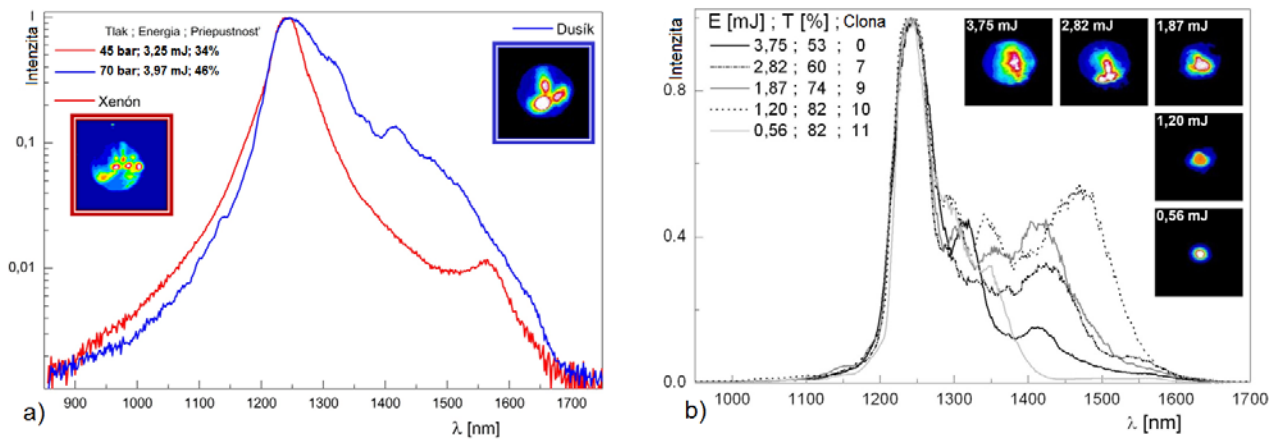 Tlak ; Energia ; Priepustnosť
45 bar; 3,25 mJ; 34%
70 bar; 3,97 mJ; 46%
Xenón
Dusík
Intenzita
1
0,1
0,01
900 1000 1100 1200 1300 1400 1500 1600 1700
λ [nm]
a)
E [mJ] ; T [%] ; Clona
3,75 ; 53 ; 0
2,82 ; 60 ; 7
1,87 ; 74 ; 9
1,20 ; 82 ; 10
0,56 ; 82 ; 11
3,75 mJ
2,82 mJ
1,87 mJ
1,20 mJ
0,56 mJ
Intenzita
0.8
0.4
0.0
1000 1100 1200 1300 1400 1500 1600 1700
λ [nm]
b)